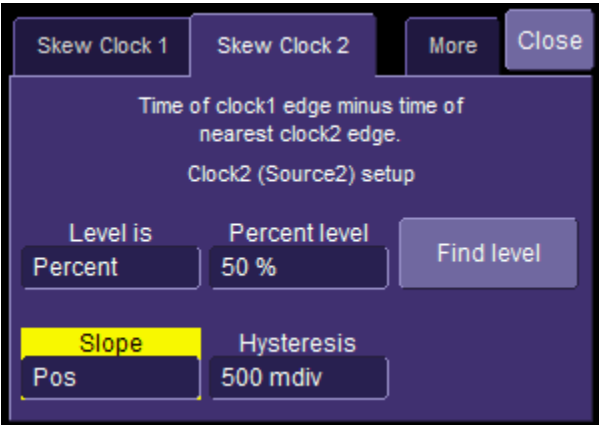 Skew Clock 1 Skew Clock 2 More Close
Time of clock1 edge minus time of
nearest clock2 edge.
Clock2 (Source2) setup
Level is Percent level
Percent 50 % Find level
Slope Hysteresis
Pos 500 mdiv